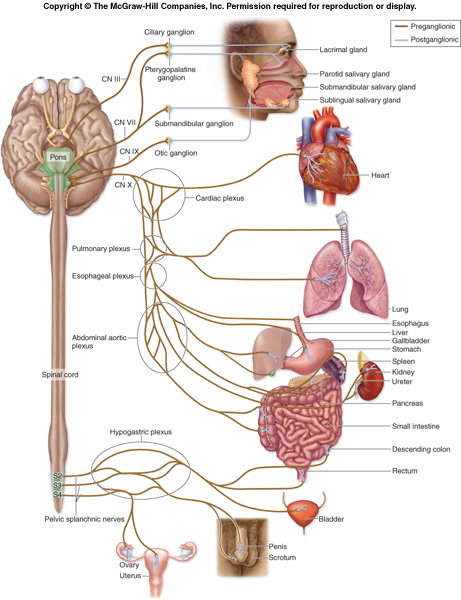 Copyright © The McGraw-Hill Companies, Inc. Permission required for reproduction or display.
Preganglionic
Postganglionic
Ciliary ganglion
Lacrimal gland
CN III
Pterygopalatine
ganglion
Parotid salivary gland
Submandibular salivary gland
Sublingual salivary gland
CN VII
Submandibular ganglion
Pons
CN IX
Otic ganglion
CN X
Heart
Cardiac plexus
Pulmonary plexus
Esophageal plexus
Lung
Esophagus
Liver
Gallbladder
Stomach
Abdominal aortic
plexus
Spleen
Kidney
Ureter
Spinal cord
Pancreas
Small intestine
Hypogastric plexus
Descending colon
Rectum
S2
S3
S4
Pelvic splanchnic nerves
Bladder
Penis
Scrotum
Ovary
Uterus